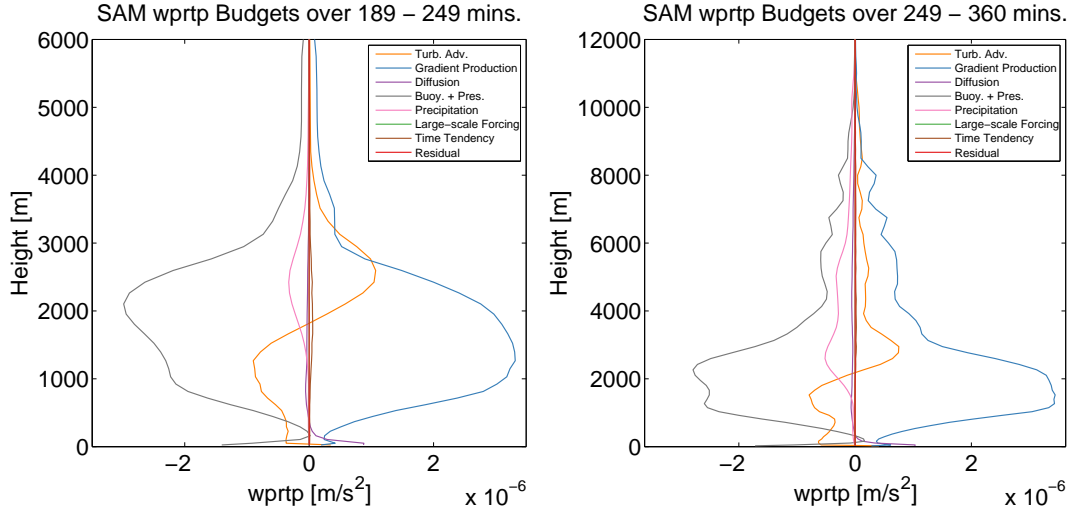 SAM wprtp Budgets over 189 − 249 mins.
6000
5000
4000
3000
2000
1000
0
Height [m]
−2
0
2
wprtp [m/s²]
x 10⁻⁶
Turb. Adv.
Gradient Production
Diffusion
Buoy. + Pres.
Precipitation
Large−scale Forcing
Time Tendency
Residual
SAM wprtp Budgets over 249 − 360 mins.
12000
10000
8000
6000
4000
2000
0
Height [m]
−2
0
2
wprtp [m/s²]
x 10⁻⁶
Turb. Adv.
Gradient Production
Diffusion
Buoy. + Pres.
Precipitation
Large−scale Forcing
Time Tendency
Residual